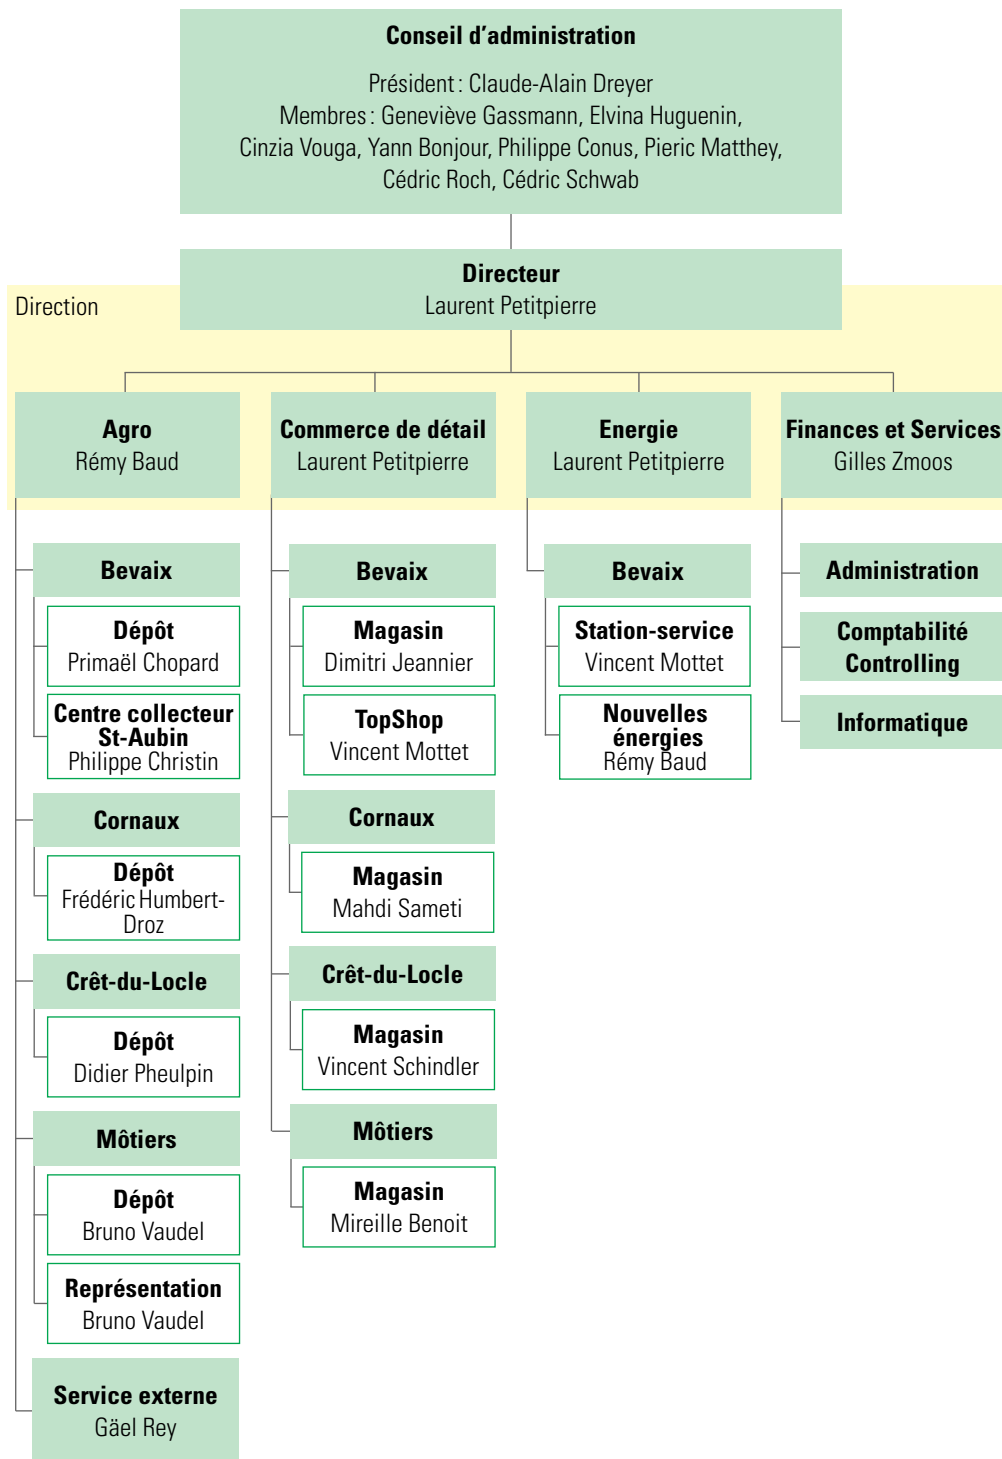 Conseil d’administration
Président : Claude-Alain Dreyer
Membres : Geneviève Gassmann, Elvina Huguenin,
Cinzia Vouga, Yann Bonjour, Philippe Conus, Pieric Matthey,
Cédric Roch, Cédric Schwab
Directeur
Laurent Petitpierre
Direction
Agro
Rémy Baud
Commerce de détail
Laurent Petitpierre
Energie
Laurent Petitpierre
Finances et Services
Gilles Zmoos
Bevaix
Dépôt
Primaël Chopard
Centre collecteur
St-Aubin
Philippe Christin
Cornaux
Dépôt
Frédéric Humbert-
Droz
Crêt-du-Locle
Dépôt
Didier Pheulpin
Môtiers
Dépôt
Bruno Vaudel
Représentation
Bruno Vaudel
Service externe
Gäel Rey
Bevaix
Magasin
Dimitri Jeannier
TopShop
Vincent Mottet
Cornaux
Magasin
Mahdi Sameti
Crêt-du-Locle
Magasin
Vincent Schindler
Môtiers
Magasin
Mireille Benoit
Bevaix
Station-service
Vincent Mottet
Nouvelles
énergies
Rémy Baud
Administration
Comptabilité
Controlling
Informatique